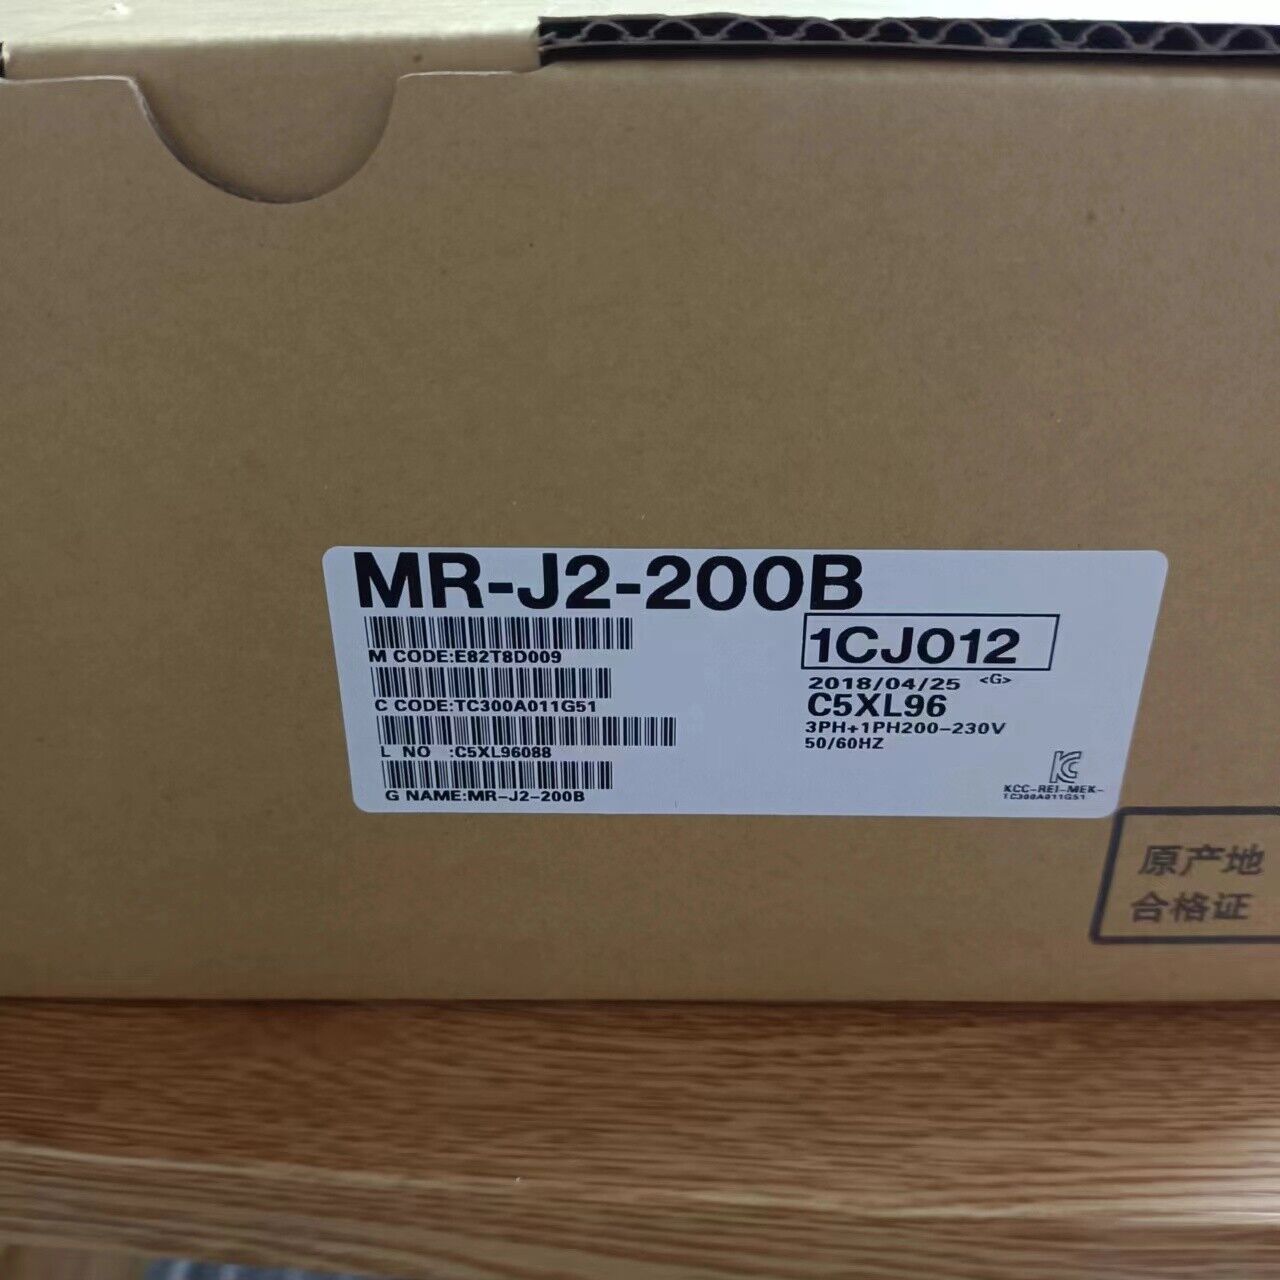 MR-J2-200B
1CJ012
M CODE:E82T8D009
2018/04/25 <G>
C CODE:TC300A011G51
C5XL96
3PH+1PH200-230V
L NO :C5XL96088
50/60HZ
G NAME:MR-J2-200B
KCC-REI-MEK-
TC300A011G51
原产地
合格证